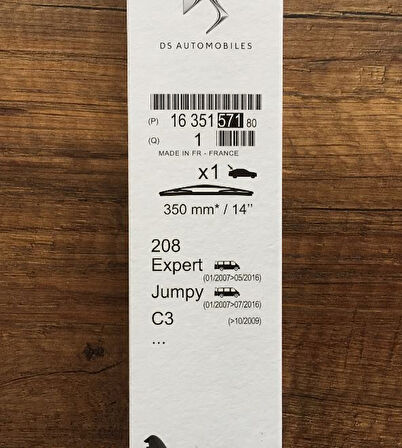 DS AUTOMOBILES
(P) 16 351 571 80
(Q) 1
MADE IN FR - FRANCE
x1
350 mm* / 14’’
208
Expert
(01/2007>05/2016)
Jumpy
(01/2007>07/2016)
C3 (>10/2009)
...